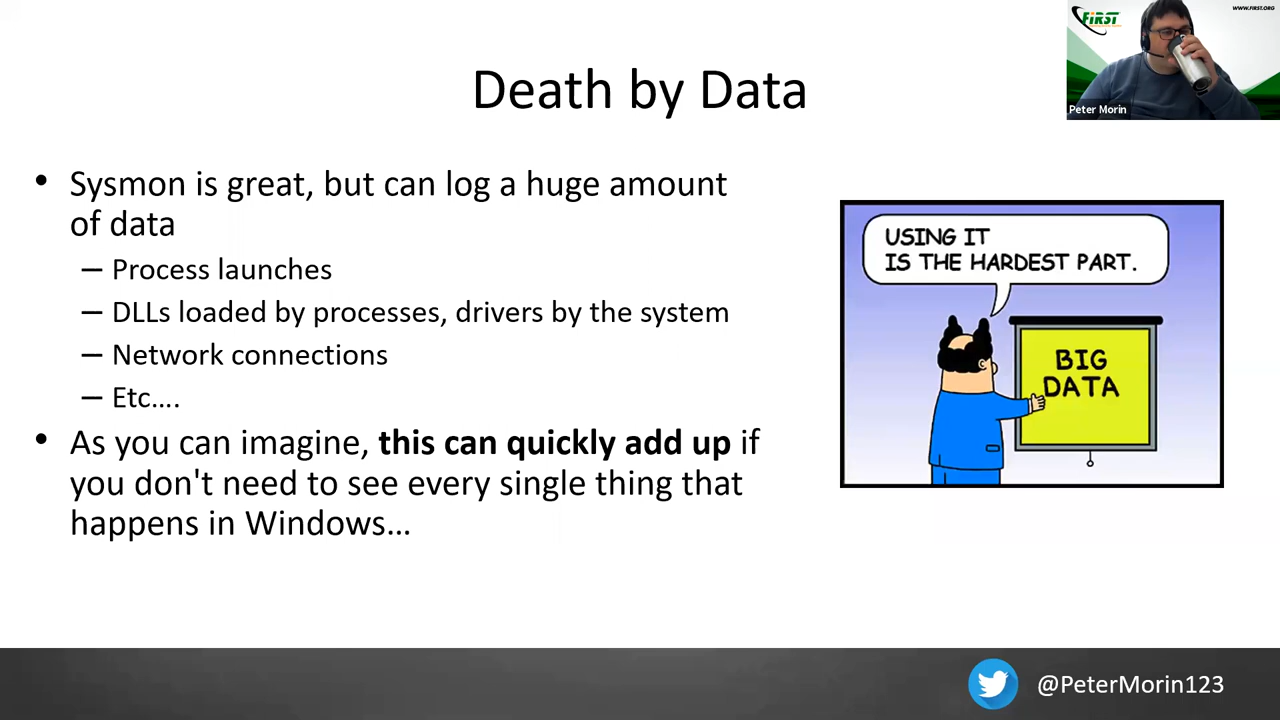 FIRST
WWW.FIRST.ORG
Peter Morin
Death by Data
• Sysmon is great, but can log a huge amount
of data
– Process launches
– DLLs loaded by processes, drivers by the system
– Network connections
– Etc….
• As you can imagine, this can quickly add up if
you don't need to see every single thing that
happens in Windows…
USING IT
IS THE HARDEST PART.
BIG
DATA
@PeterMorin123